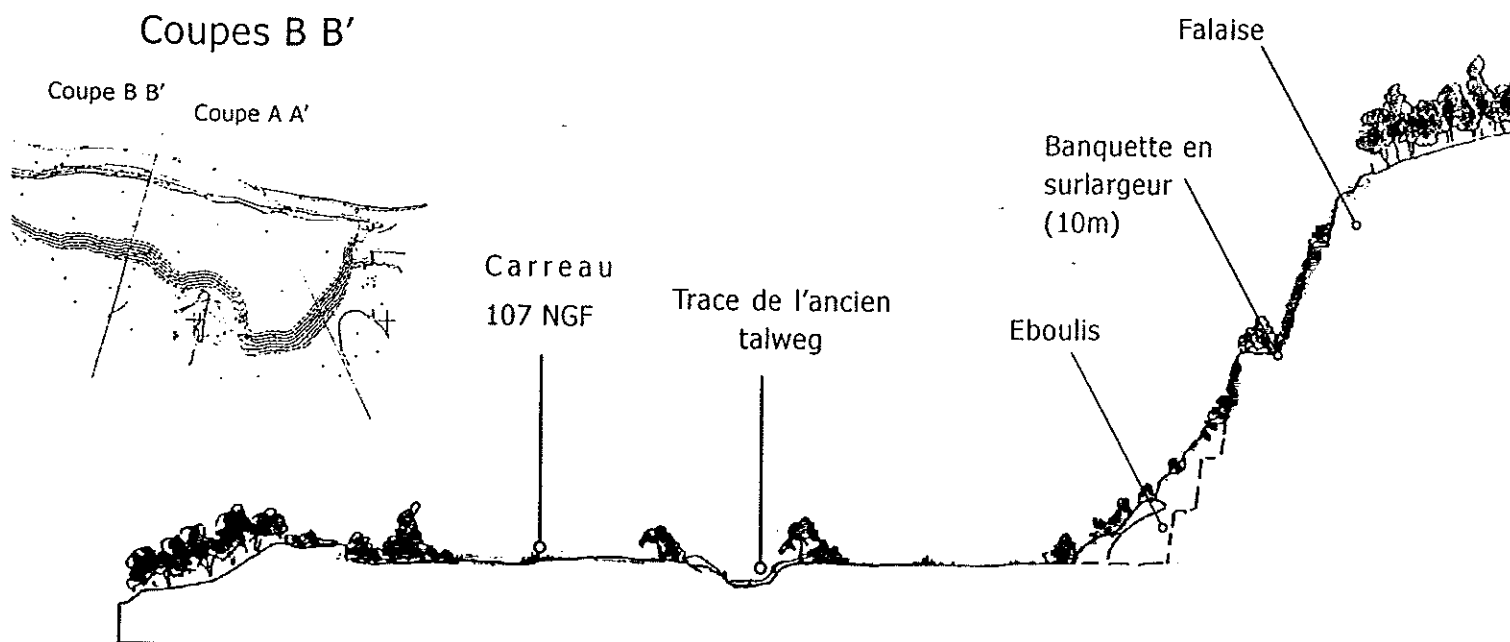 Coupes B B'
Coupe B B'
Coupe A A'
Carreau
107 NGF
Trace de l'ancien
talweg
Eboulis
Banquette en
surlargeur
(10m)
Falaise